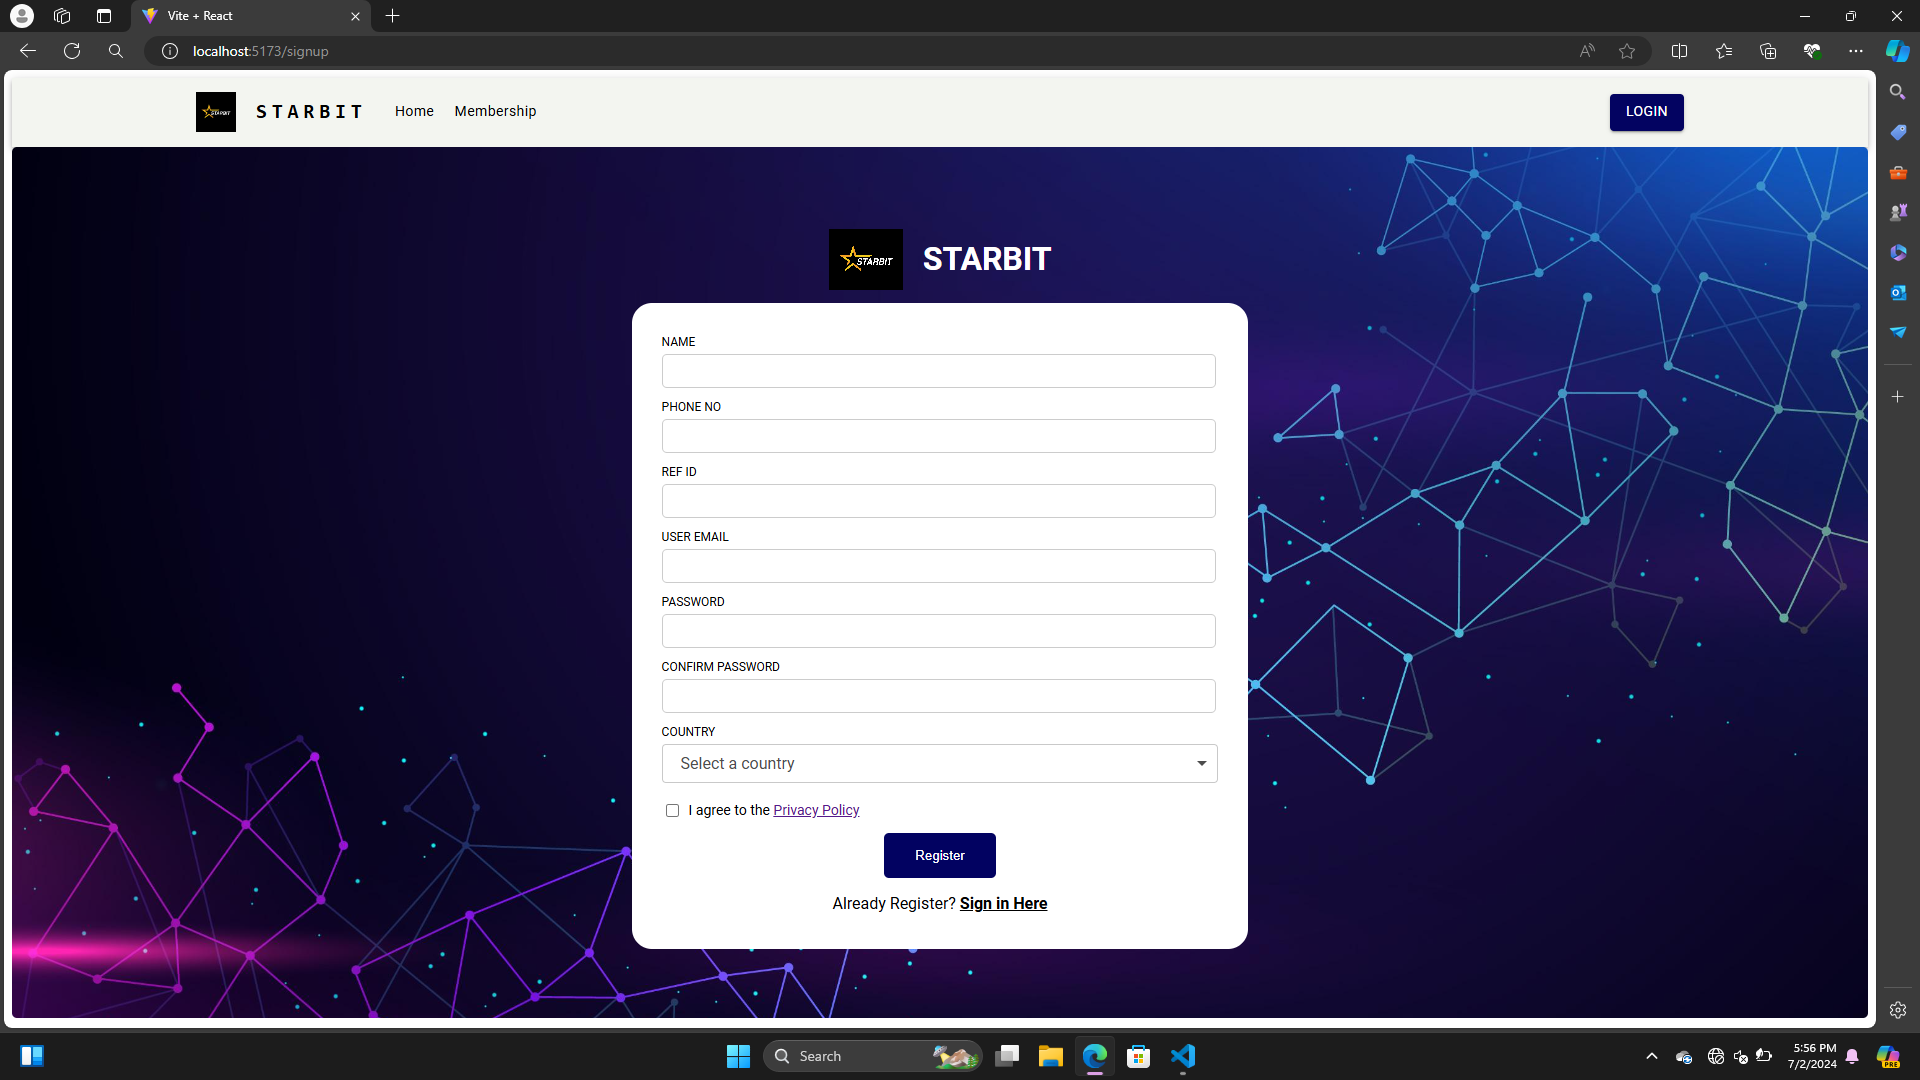 Vite + React
localhost:5173/signup
STARBIT
STARBIT
Home
Membership
LOGIN
STARBIT
STARBIT
NAME
PHONE NO
REF ID
USER EMAIL
PASSWORD
CONFIRM PASSWORD
COUNTRY
Select a country
I agree to the Privacy Policy
Register
Already Register? Sign in Here
Search
5:56 PM
7/2/2024
PRE